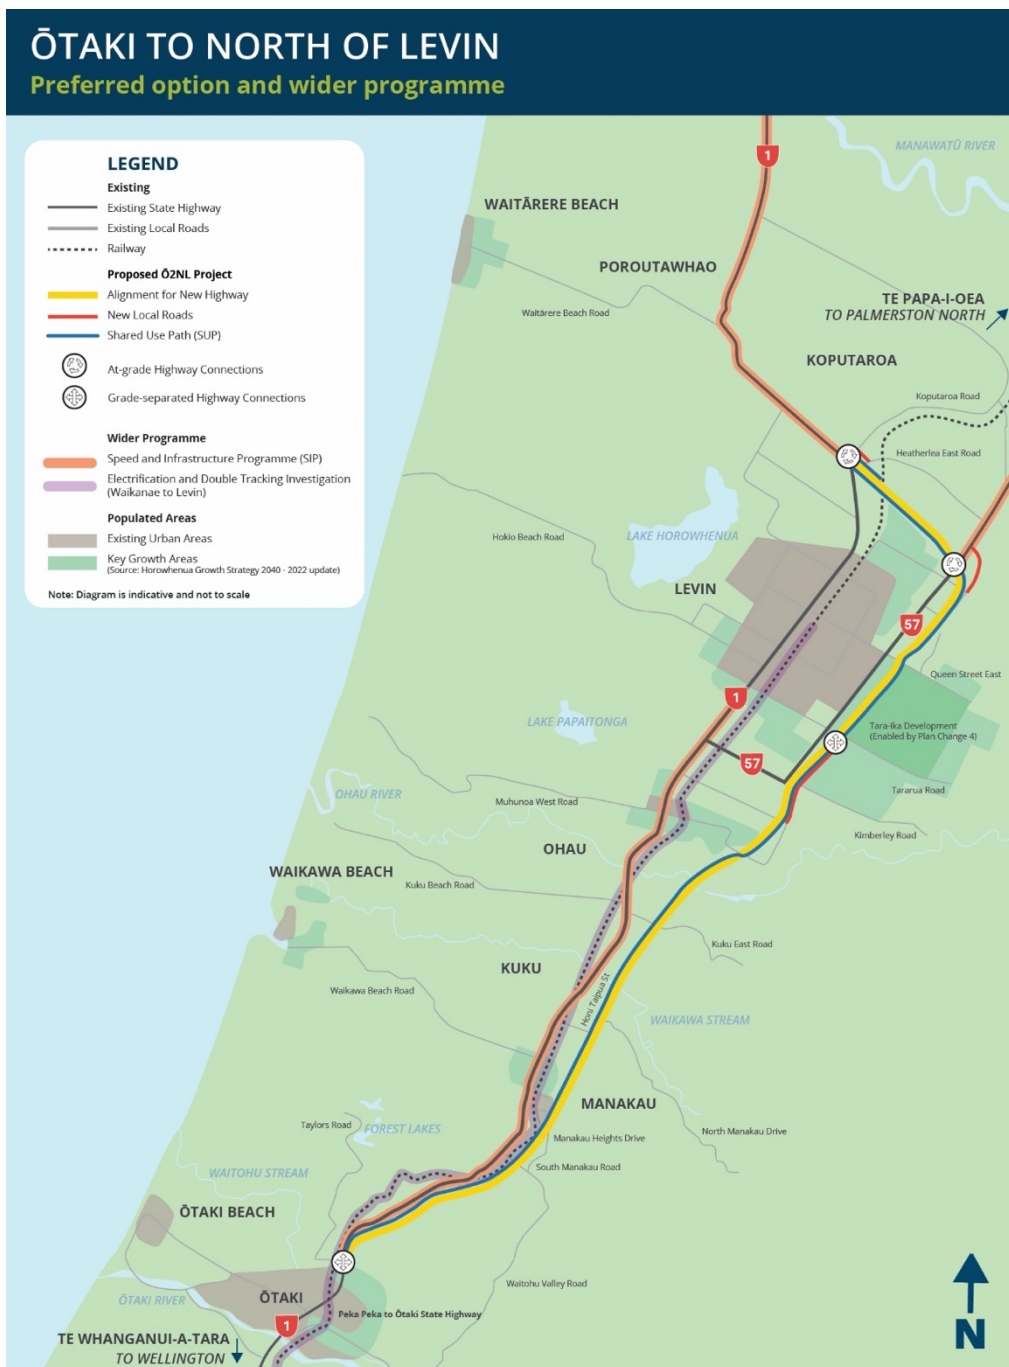 ŌTAKI TO NORTH OF LEVIN
Preferred option and wider programme
LEGEND
Existing
Existing State Highway
Existing Local Roads
Railway
Proposed Ō2NL Project
Alignment for New Highway
New Local Roads
Shared Use Path (SUP)
At-grade Highway Connections
Grade-separated Highway Connections
Wider Programme
Speed and Infrastructure Programme (SIP)
Electrification and Double Tracking Investigation
(Waikanae to Levin)
Populated Areas
Existing Urban Areas
Key Growth Areas
(Source: Horowhenua Growth Strategy 2040 - 2022 update)
Note: Diagram is indicative and not to scale
MANAWATŪ RIVER
1
WAITĀRERE BEACH
POROUTAWHAO
TE PAPA-I-OEA
TO PALMERSTON NORTH
Waitārere Beach Road
KOPUTAROA
Koputaroa Road
Heatherlea East Road
Hokio Beach Road
LAKE HOROWHENUA
LEVIN
57
Queen Street East
1
LAKE PAPAITONGA
Tara-Ika Development
(Enabled by Plan Change 4)
57
OHAU RIVER
Muhunoa West Road
Tararua Road
Kimberley Road
OHAU
WAIKAWA BEACH
Kuku Beach Road
Kuku East Road
KUKU
Waikawa Beach Road
Honi Taipua St
WAIKAWA STREAM
MANAKAU
Taylors Road
FOREST LAKES
North Manakau Drive
Manakau Heights Drive
South Manakau Road
WAITOHU STREAM
ŌTAKI BEACH
Waitohu Valley Road
ŌTAKI RIVER
ŌTAKI
Peka Peka to Ōtaki State Highway
1
TE WHANGANUI-A-TARA
TO WELLINGTON
N